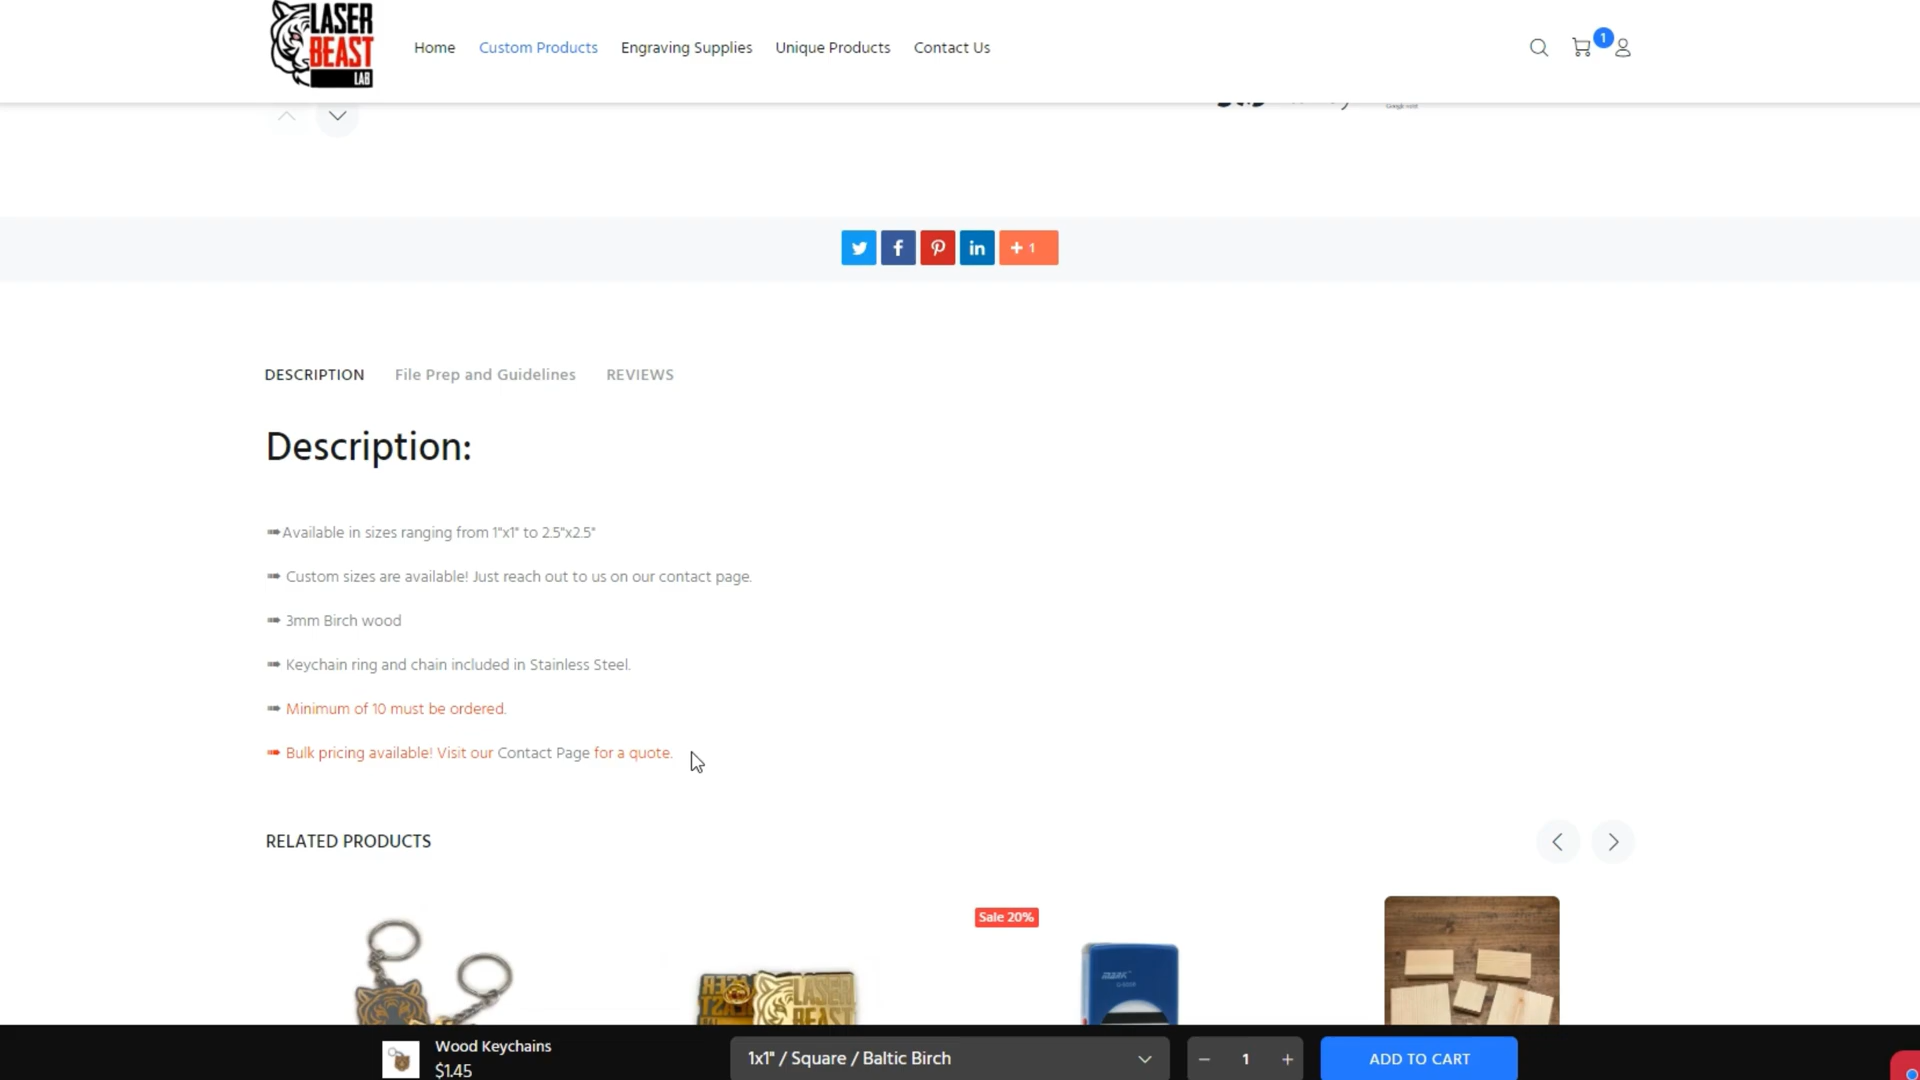 LASER
BEAST
LAB
Home
Custom Products
Engraving Supplies
Unique Products
Contact Us
1
+ 1
DESCRIPTION
File Prep and Guidelines
REVIEWS
Description:
➠Available in sizes ranging from 1"x1" to 2.5"x2.5"
➠ Custom sizes are available! Just reach out to us on our contact page.
➠ 3mm Birch wood
➠ Keychain ring and chain included in Stainless Steel.
➠ Minimum of 10 must be ordered.
➠ Bulk pricing available! Visit our Contact Page for a quote.
RELATED PRODUCTS
Sale 20%
LASER
BEAST
Wood Keychains
$1.45
1x1" / Square / Baltic Birch
− 1 +
ADD TO CART